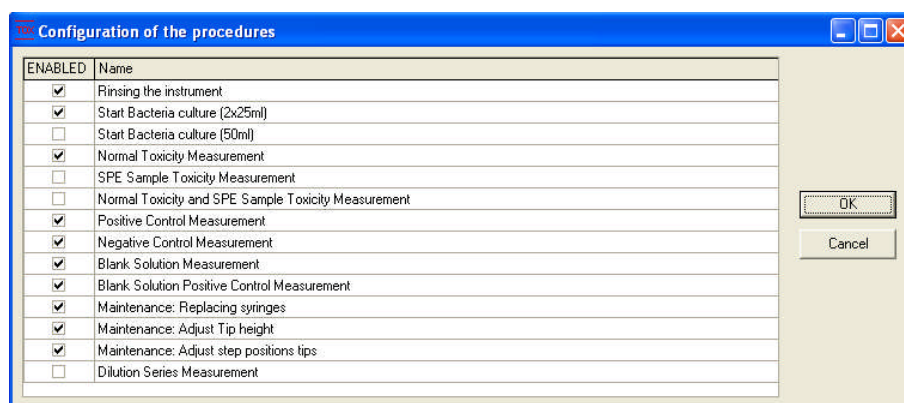 TOX Configuration of the procedures
ENABLED Name
Rinsing the instrument
Start Bacteria culture (2x25ml)
Start Bacteria culture (50ml)
Normal Toxicity Measurement
SPE Sample Toxicity Measurement
Normal Toxicity and SPE Sample Toxicity Measurement
Positive Control Measurement
Negative Control Measurement
Blank Solution Measurement
Blank Solution Positive Control Measurement
Maintenance: Replacing syringes
Maintenance: Adjust Tip height
Maintenance: Adjust step positions tips
Dilution Series Measurement
OK
Cancel